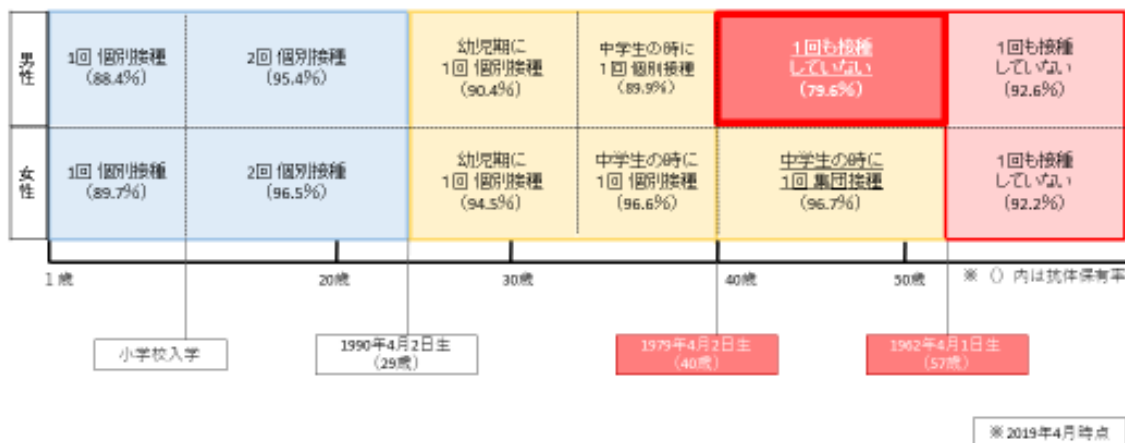 男性
1回 個別接種
(88.4%)
2回 個別接種
(95.4%)
幼児期に
1回 個別接種
(90.4%)
中学生の時に
1回 個別接種
(89.9%)
1回も接種
していない
(79.6%)
1回も接種
していない
(92.6%)
女性
1回 個別接種
(89.7%)
2回 個別接種
(96.5%)
幼児期に
1回 個別接種
(94.5%)
中学生の時に
1回 個別接種
(96.6%)
中学生の時に
1回 集団接種
(96.7%)
1回も接種
していない
(92.2%)
1歳
20歳
30歳
40歳
50歳
※ () 内は抗体保有率
小学校入学
1990年4月2日生
(29歳)
1979年4月2日生
(40歳)
1962年4月1日生
(57歳)
※2019年4月時点